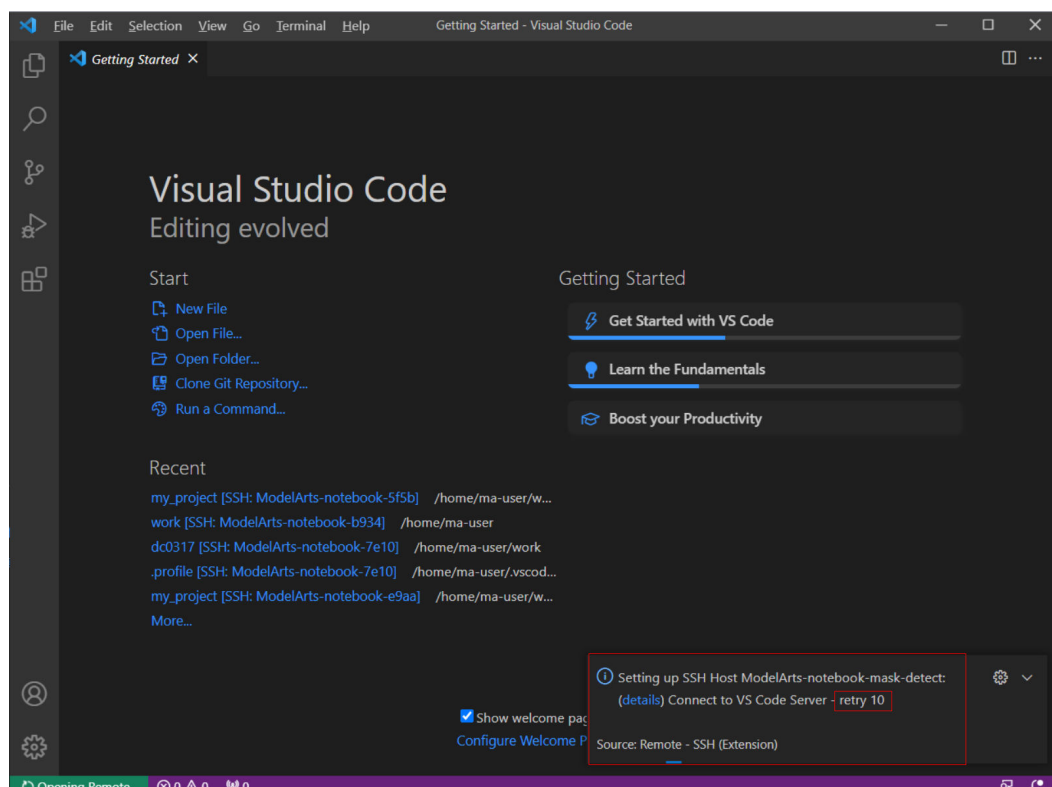 File Edit Selection View Go Terminal Help Getting Started - Visual Studio Code
Getting Started
Visual Studio Code
Editing evolved
Start
New File
Open File...
Open Folder...
Clone Git Repository...
Run a Command...
Getting Started
Get Started with VS Code
Learn the Fundamentals
Boost your Productivity
Recent
my_project [SSH: ModelArts-notebook-5f5b] /home/ma-user/w...
work [SSH: ModelArts-notebook-b934] /home/ma-user
dc0317 [SSH: ModelArts-notebook-7e10] /home/ma-user/work
.profile [SSH: ModelArts-notebook-7e10] /home/ma-user/.vscod...
my_project [SSH: ModelArts-notebook-e9aa] /home/ma-user/w...
More...
Show welcome pag
Configure Welcome P
Setting up SSH Host ModelArts-notebook-mask-detect:
(details) Connect to VS Code Server - retry 10
Source: Remote - SSH (Extension)
Opening Remote... 0 0 0